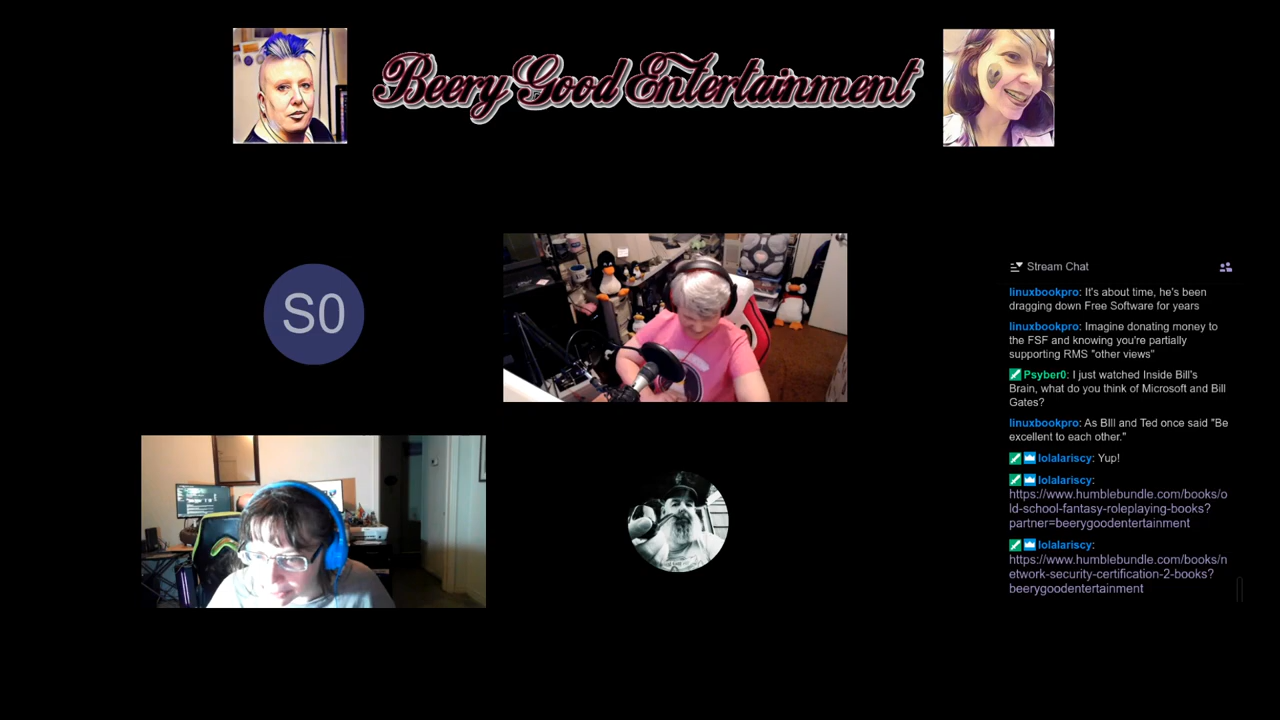 Beery Good Entertainment
S0
Stream Chat
linuxbookpro: It's about time, he's been
dragging down Free Software for years
linuxbookpro: Imagine donating money to
the FSF and knowing you're partially
supporting RMS "other views"
Psyber0: I just watched Inside Bill's
Brain, what do you think of Microsoft and Bill
Gates?
linuxbookpro: As BIll and Ted once said "Be
excellent to each other."
lolalariscy: Yup!
lolalariscy:
https://www.humblebundle.com/books/o
ld-school-fantasy-roleplaying-books?
partner=beerygoodentertainment
lolalariscy:
https://www.humblebundle.com/books/n
etwork-security-certification-2-books?
beerygoodentertainment